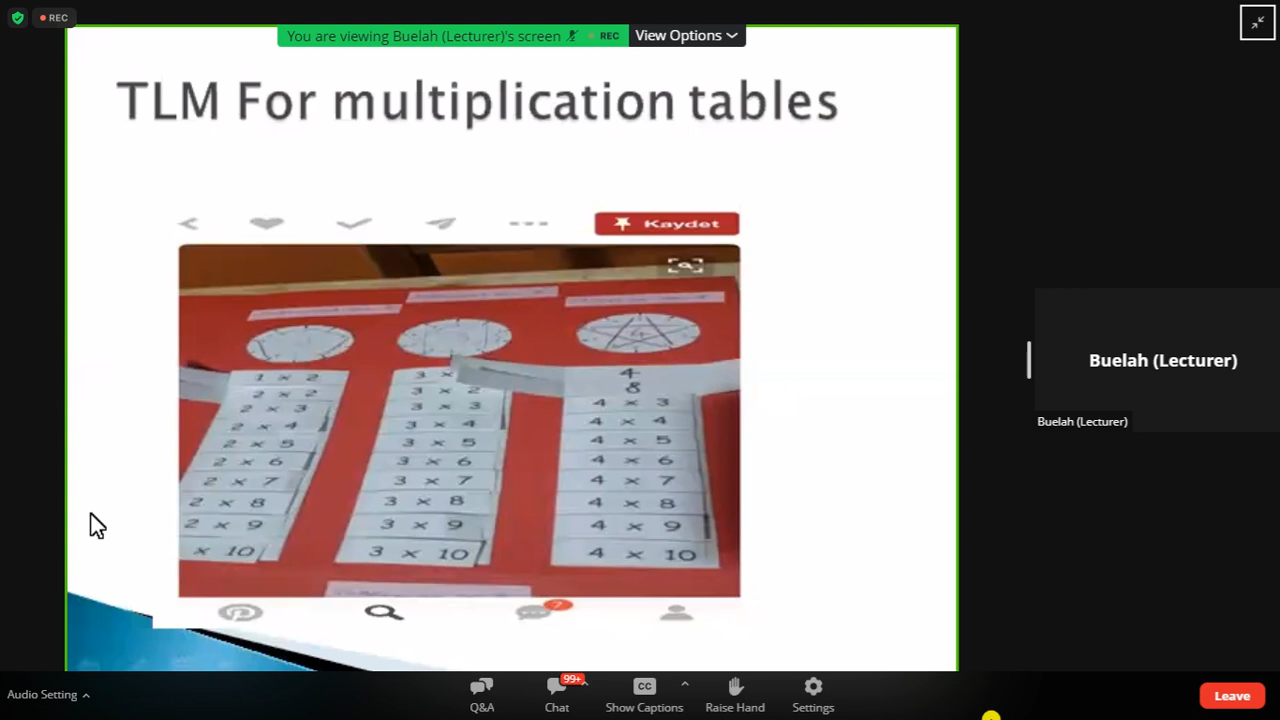 REC
You are viewing Buelah (Lecturer)'s screen REC View Options
TLM For multiplication tables
Kaydet
1 x 2
2 x 2
2 x 3
2 x 4
2 x 5
2 x 6
2 x 7
2 x 8
2 x 9
x 10
3 x
3 x 2
3 x 3
3 x 4
3 x 5
3 x 6
3 x 7
3 x 8
3 x 9
3 x 10
4
8
4 x 3
4 x 4
4 x 5
4 x 6
4 x 7
4 x 8
4 x 9
4 x 10
7
Buelah (Lecturer)
Buelah (Lecturer)
Audio Setting
Q&A
99+
Chat
CC
Show Captions
Raise Hand
Settings
Leave